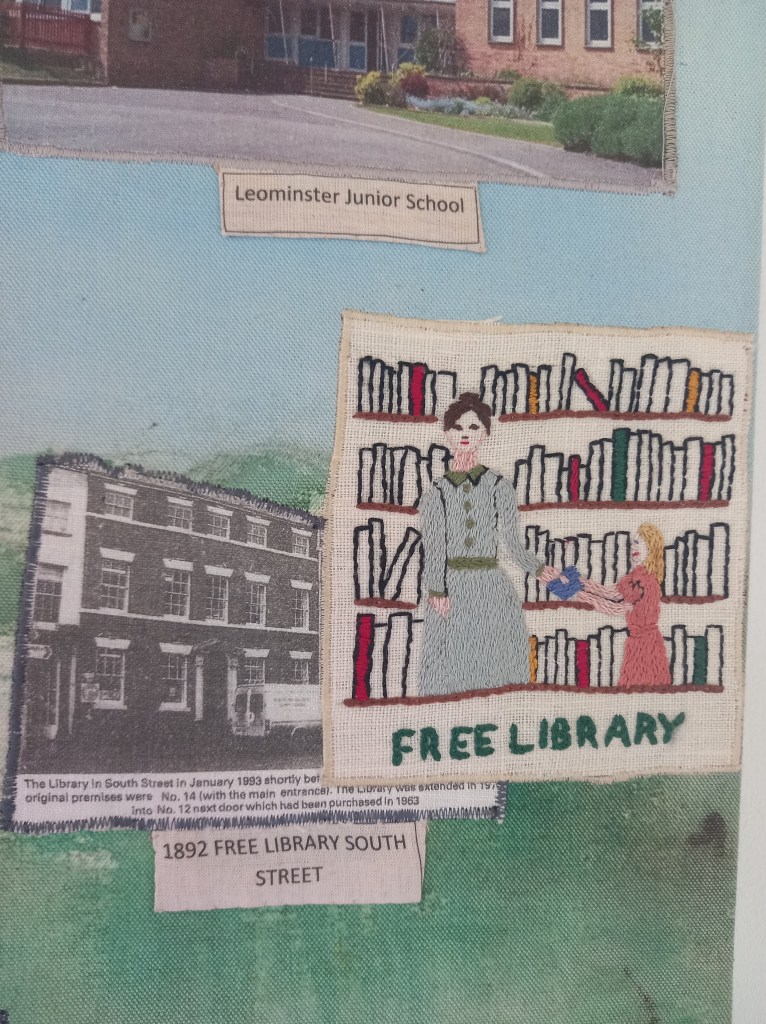 Leominster Junior School
FREE LIBRARY
The Library in South Street in January 1993 shortly
original premises were No. 14 (with the main entrance). The Library was extended in
into No. 12 next door which had been purchased in 1963
1892 FREE LIBRARY SOUTH
STREET